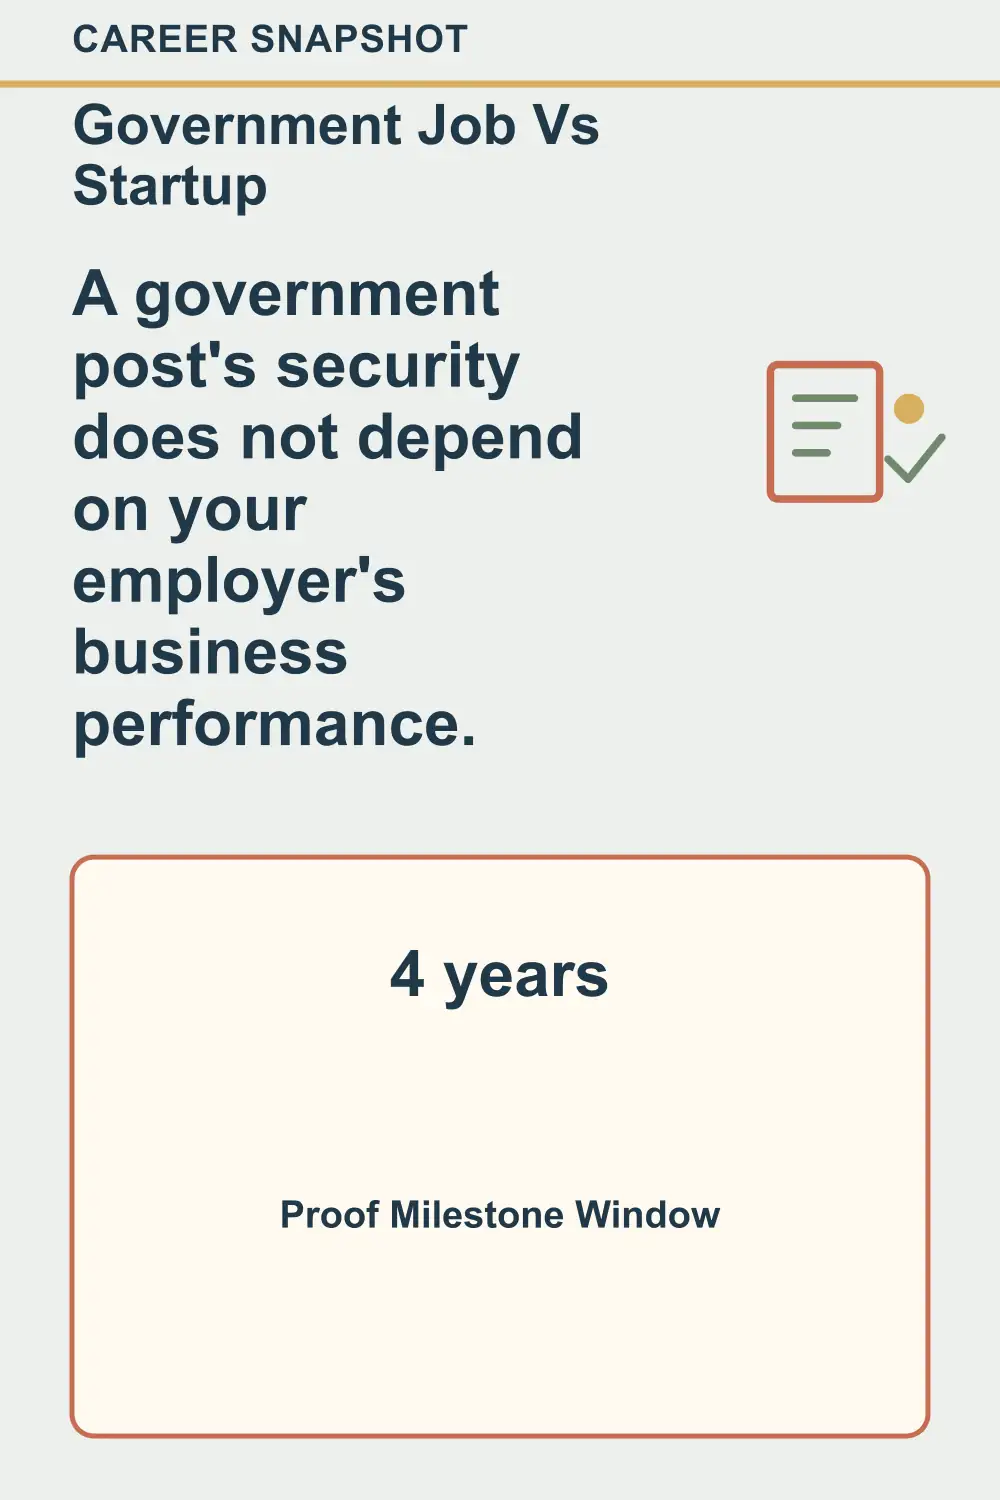 CAREER SNAPSHOT
Government Job Vs
Startup
A government
post's security
does not depend
on your
employer's
business
performance.
4 years
Proof Milestone Window